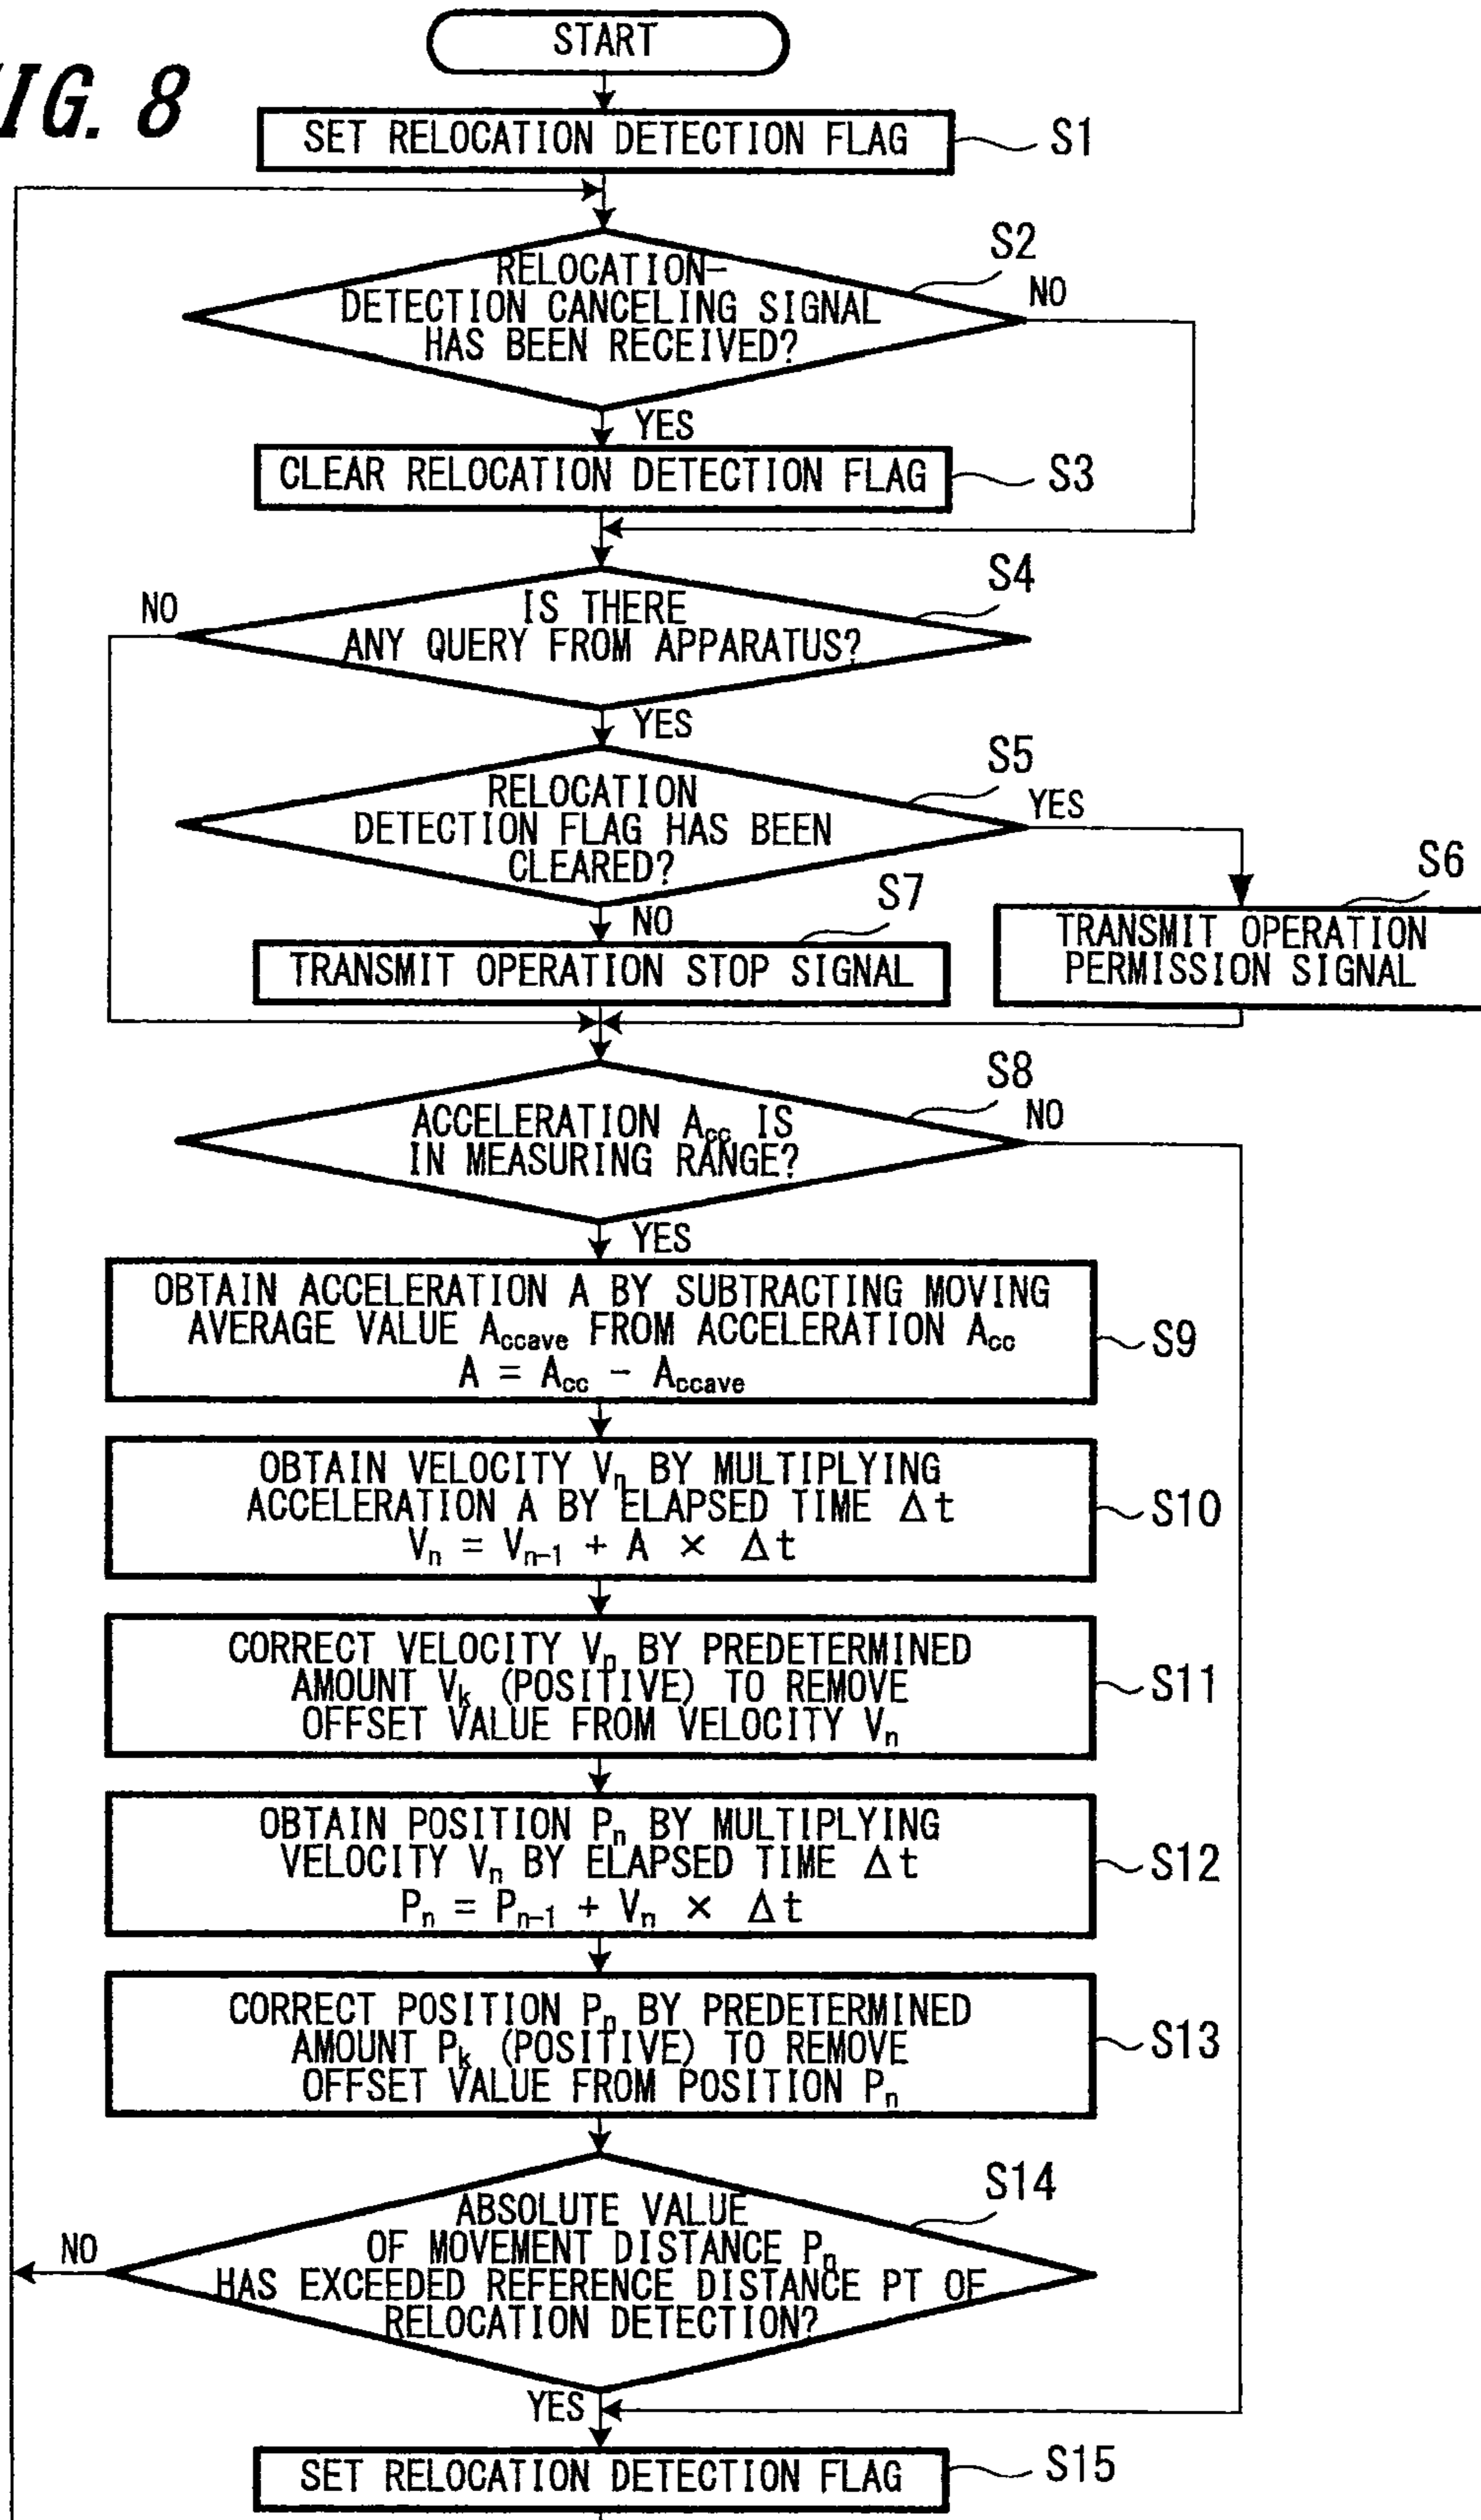 IG. 8
START
SET RELOCATION DETECTION FLAG
S1
S2
RELOCATION-
DETECTION CANCELING SIGNAL
HAS BEEN RECEIVED?
NO
YES
CLEAR RELOCATION DETECTION FLAG
S3
S4
IS THERE
ANY QUERY FROM APPARATUS?
NO
YES
S5
RELOCATION
DETECTION FLAG HAS BEEN
CLEARED?
YES
NO
S6
TRANSMIT OPERATION
PERMISSION SIGNAL
S7
TRANSMIT OPERATION STOP SIGNAL
S8
ACCELERATION Acc IS
IN MEASURING RANGE?
NO
YES
OBTAIN ACCELERATION A BY SUBTRACTING MOVING
AVERAGE VALUE Accave FROM ACCELERATION Acc
A = Acc - Accave
S9
OBTAIN VELOCITY Vn BY MULTIPLYING
ACCELERATION A BY ELAPSED TIME Δt
Vn = Vn-1 + A × Δt
S10
CORRECT VELOCITY Vn BY PREDETERMINED
AMOUNT Vk (POSITIVE) TO REMOVE
OFFSET VALUE FROM VELOCITY Vn
S11
OBTAIN POSITION Pn BY MULTIPLYING
VELOCITY Vn BY ELAPSED TIME Δt
Pn = Pn-1 + Vn × Δt
S12
CORRECT POSITION Pn BY PREDETERMINED
AMOUNT Pk (POSITIVE) TO REMOVE
OFFSET VALUE FROM POSITION Pn
S13
S14
ABSOLUTE VALUE
OF MOVEMENT DISTANCE Pn
HAS EXCEEDED REFERENCE DISTANCE PT OF
RELOCATION DETECTION?
NO
YES
SET RELOCATION DETECTION FLAG
S15